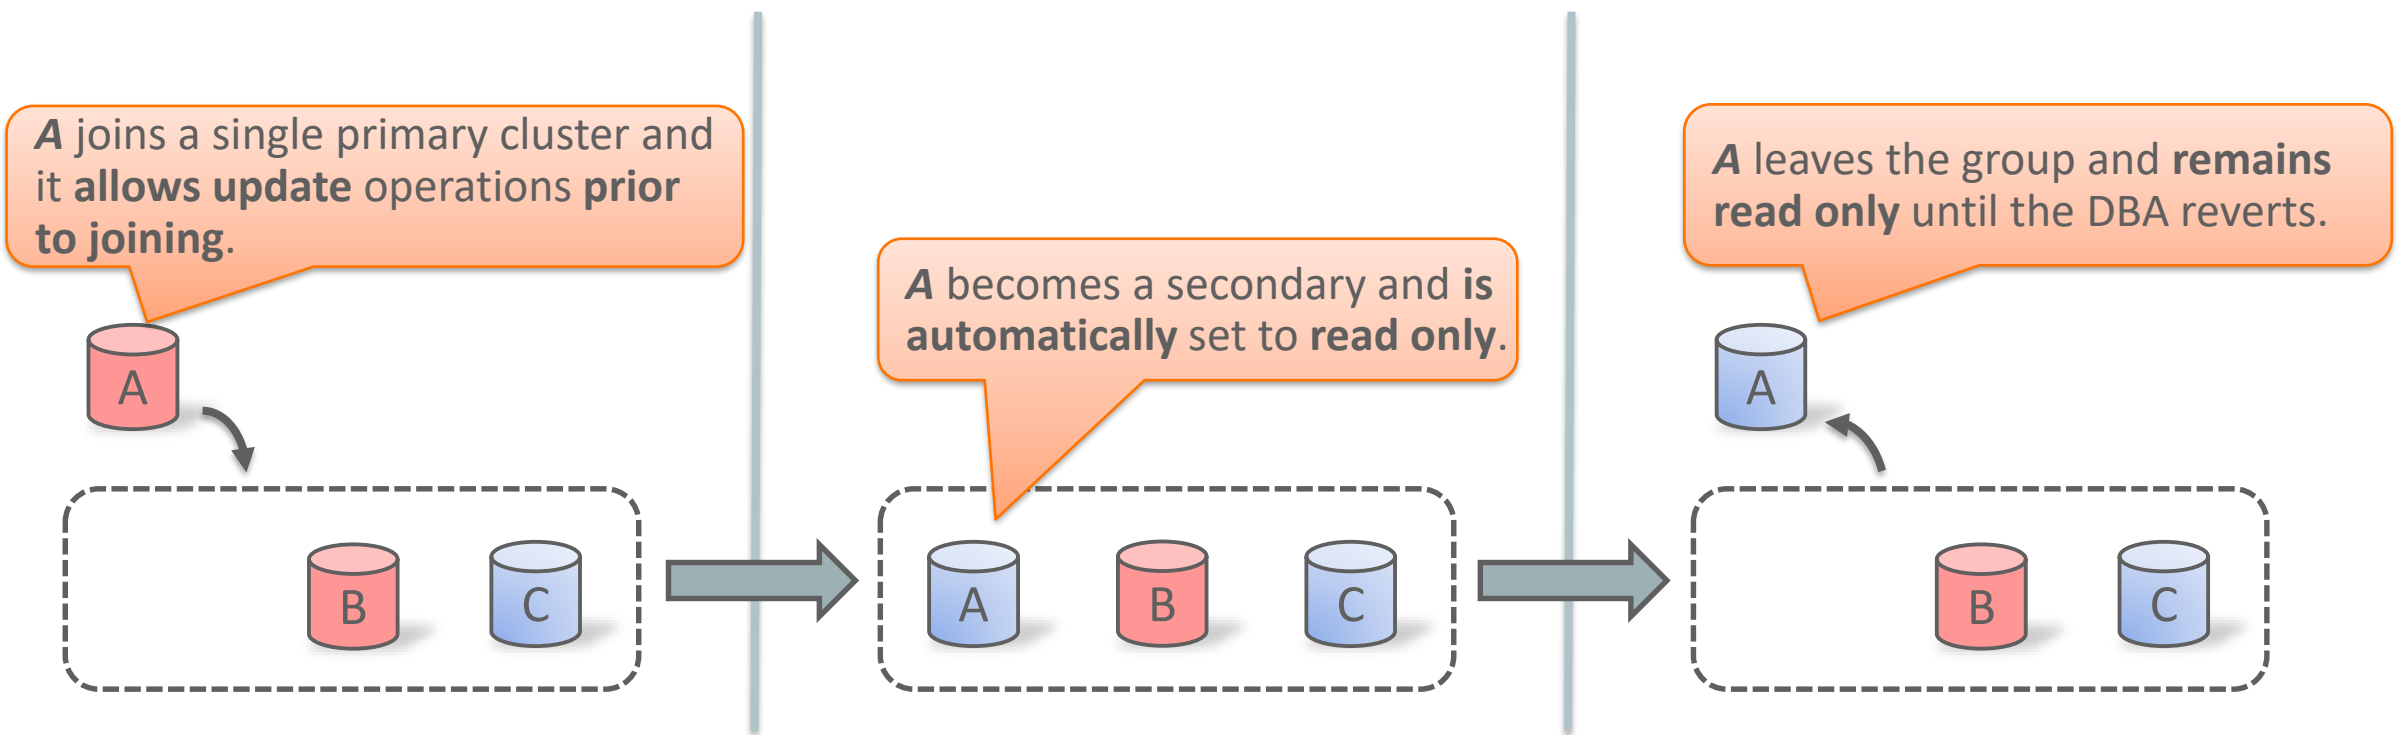 A joins a single primary cluster and
it allows update operations prior
to joining.
A
B
C
A becomes a secondary and is
automatically set to read only.
A
B
C
A leaves the group and remains
read only until the DBA reverts.
A
B
C